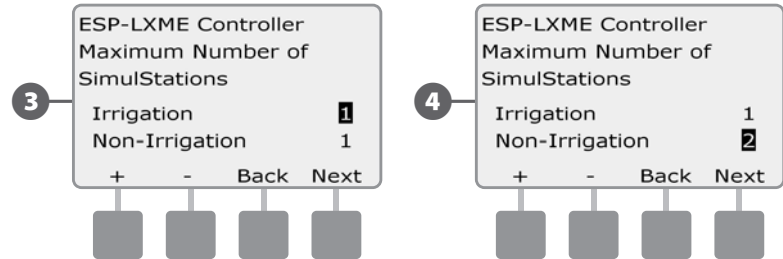 3
ESP-LXME Controller
Maximum Number of
SimulStations
Irrigation 1
Non-Irrigation 1
+ - Back Next
4
ESP-LXME Controller
Maximum Number of
SimulStations
Irrigation 1
Non-Irrigation 2
+ - Back Next